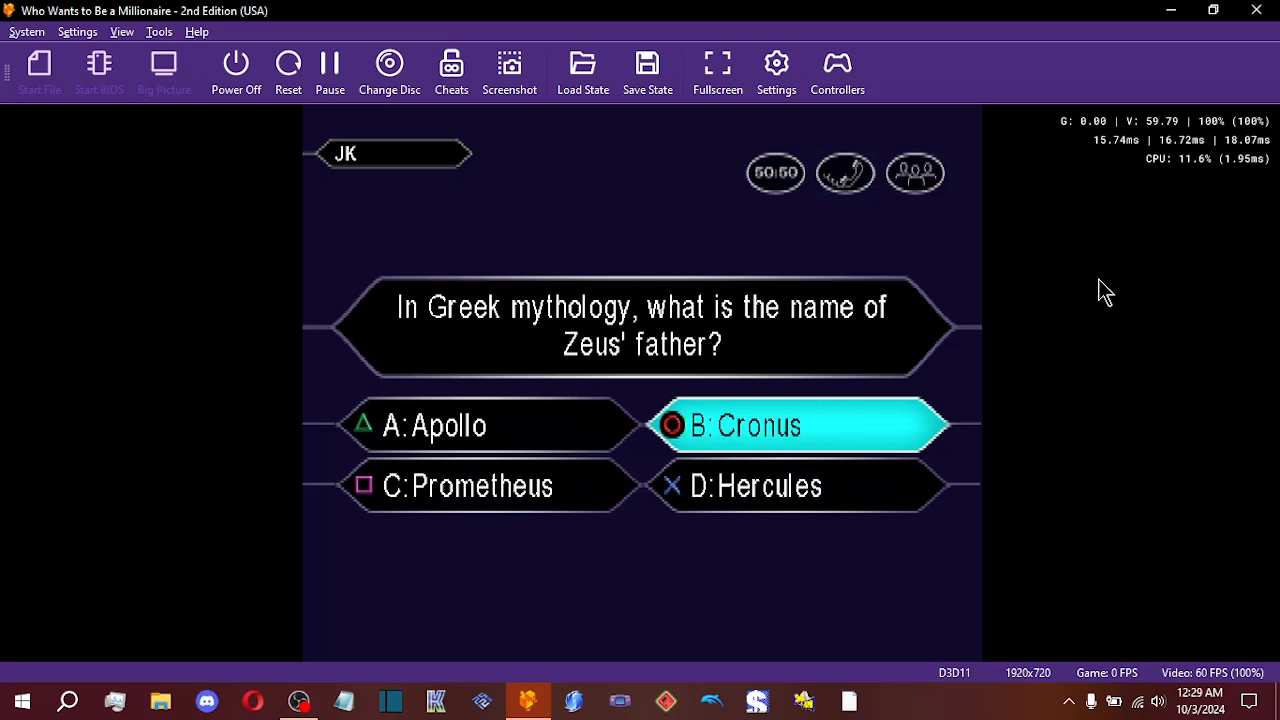 Who Wants to Be a Millionaire - 2nd Edition (USA)
System Settings View Tools Help
Start File Start BIOS Big Picture Power Off Reset Pause Change Disc Cheats Screenshot Load State Save State Fullscreen Settings Controllers
G: 0.00 | V: 59.79 | 100% (100%)
15.74ms | 16.72ms | 18.07ms
CPU: 11.6% (1.95ms)
JK
50:50
In Greek mythology, what is the name of
Zeus' father?
A: Apollo B: Cronus
C: Prometheus D: Hercules
D3D11 1920x720 Game: 0 FPS Video: 60 FPS (100%)
12:29 AM
10/3/2024